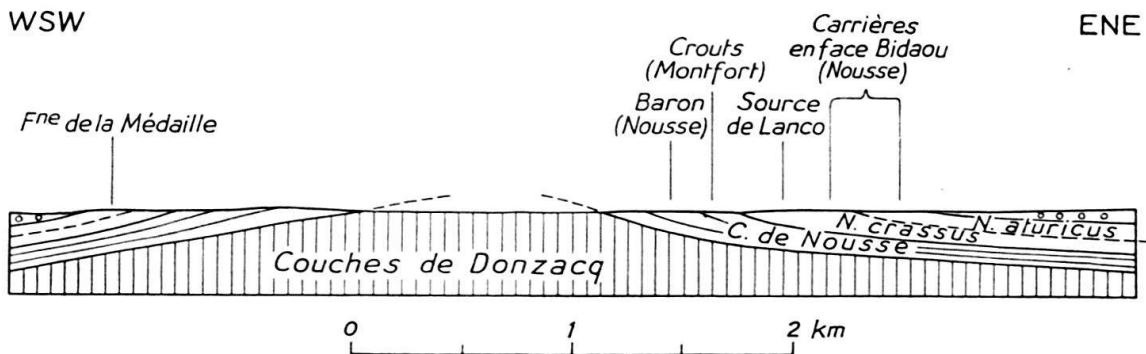 WSW
ENE
Carrières
en face Bidaou
(Nousse)
Crouts
(Montfort)
Baron
(Nousse)
Source
de Lanco
Fne de la Médaille
N. crassus
N. aturicus
C. de Nousse
Couches de Donzacq
0 1 2 km